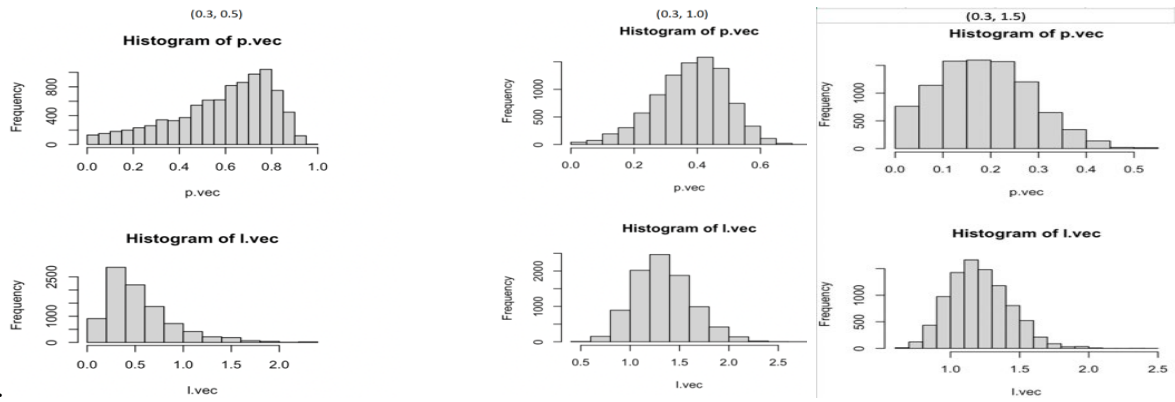 (0.3, 0.5)
Histogram of p.vec
Frequency
0 400 800
0.0 0.2 0.4 0.6 0.8 1.0
p.vec
Histogram of l.vec
Frequency
0 1000 2500
0.0 0.5 1.0 1.5 2.0
l.vec
(0.3, 1.0)
Histogram of p.vec
Frequency
0 500 1000
0.0 0.2 0.4 0.6
p.vec
Histogram of l.vec
Frequency
0 1000 2000
0.5 1.0 1.5 2.0 2.5
l.vec
(0.3, 1.5)
Histogram of p.vec
Frequency
0 500 1000
0.0 0.1 0.2 0.3 0.4 0.5
p.vec
Histogram of l.vec
Frequency
0 500 1000
1.0 1.5 2.0 2.5
l.vec